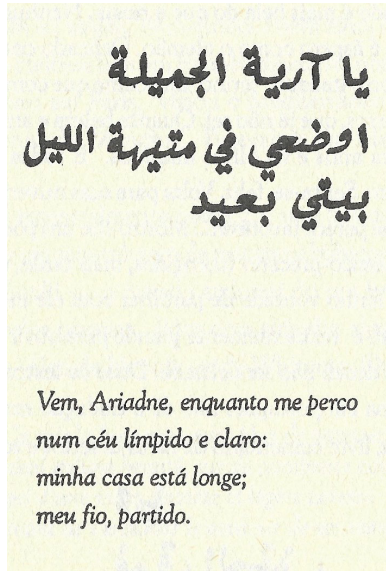 يا آرية الجميلة
اوضعي في متيهة الليل
بيتي بعيد
Vem, Ariadne, enquanto me perco
num céu límpido e claro:
minha casa está longe;
meu fio, partido.